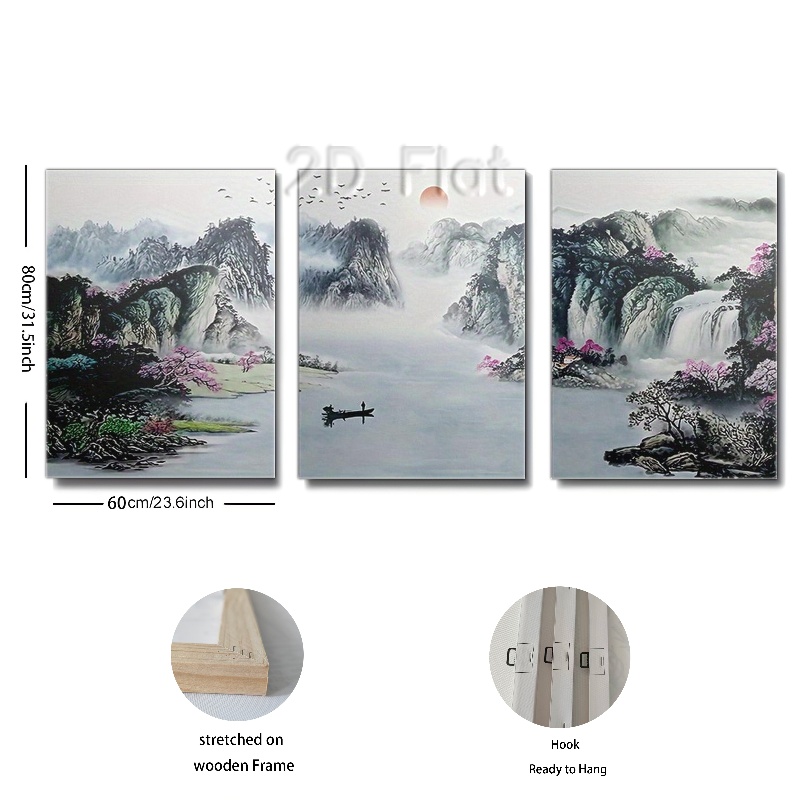 2D Flat
80cm/31.5inch
60cm/23.6inch
stretched on
wooden Frame
Hook
Ready to Hang